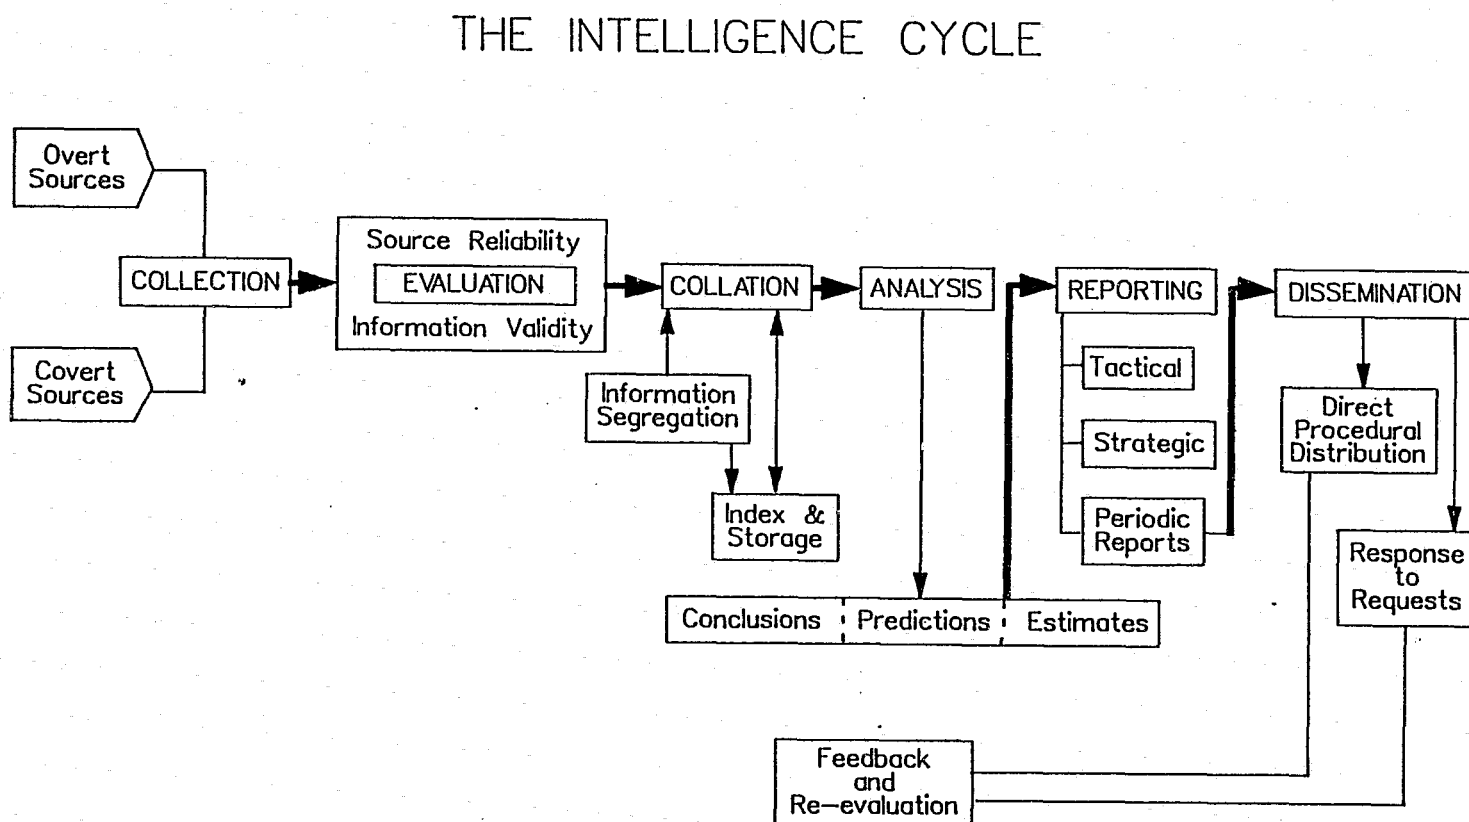 THE INTELLIGENCE CYCLE
Overt
Sources
COLLECTION
Covert
Sources
Source Reliability
EVALUATION
Information Validity
COLLATION
Information
Segregation
Index &
Storage
ANALYSIS
Conclusions
Predictions
Estimates
REPORTING
Tactical
Strategic
Periodic
Reports
DISSEMINATION
Direct
Procedural
Distribution
Response
to
Requests
Feedback
and
Re-evaluation